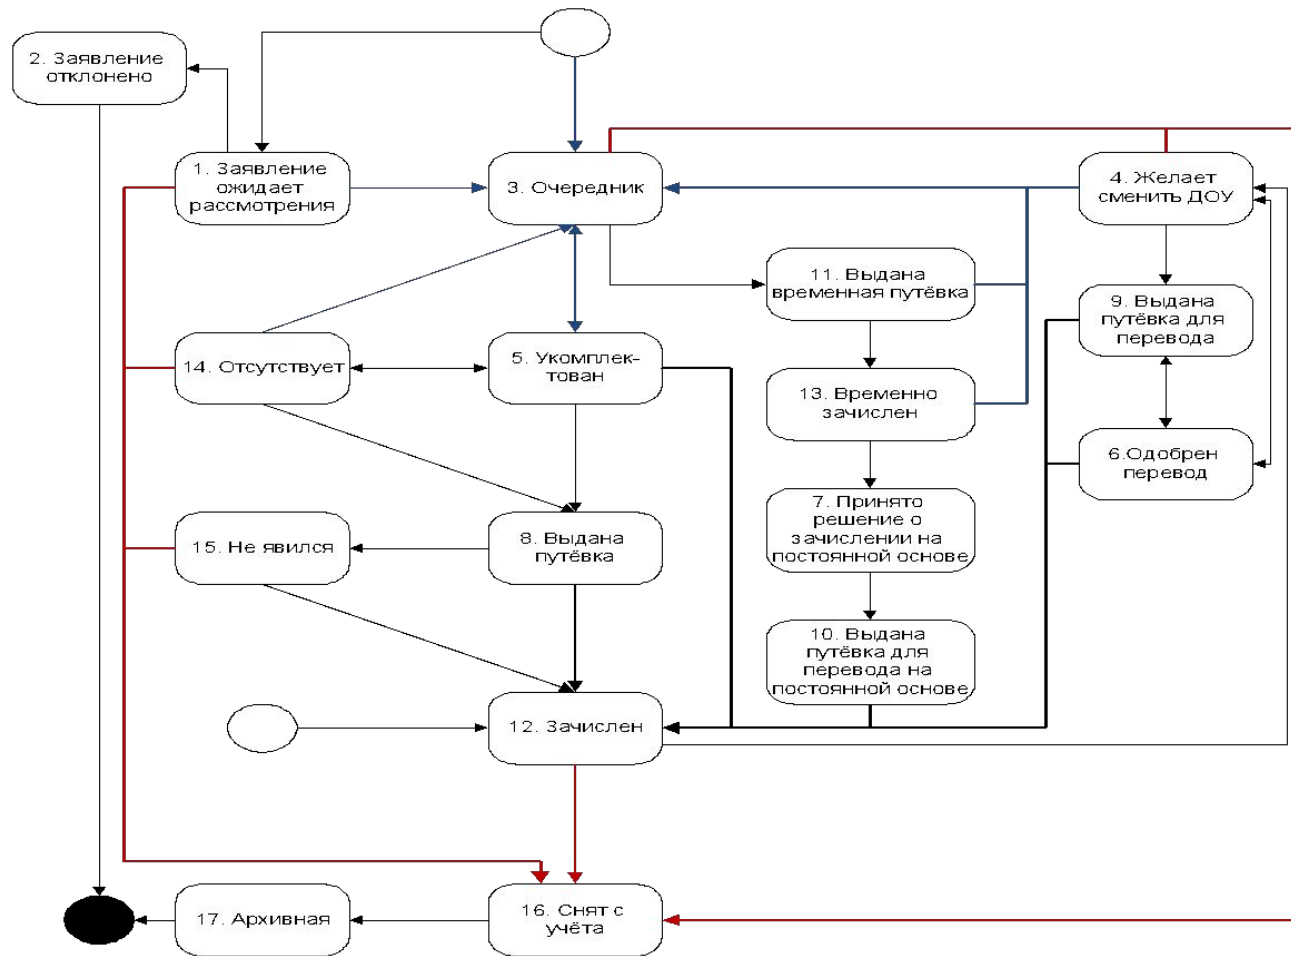 2. Заявление
отклонено
1. Заявление
ожидает
рассмотрения
3. Очередник
4. Желает
сменить ДОУ
11. Выдана
временная путёвка
9. Выдана
путёвка для
перевода
14. Отсутствует
5. Укомплек-
тован
13. Временно
зачислен
6.Одобрен
перевод
7. Принято
решение о
зачислении на
постоянной основе
15. Не явился
8. Выдана
путёвка
10. Выдана
путёвка для
перевода на
постоянной основе
12. Зачислен
17. Архивная
16. Снят с
учёта